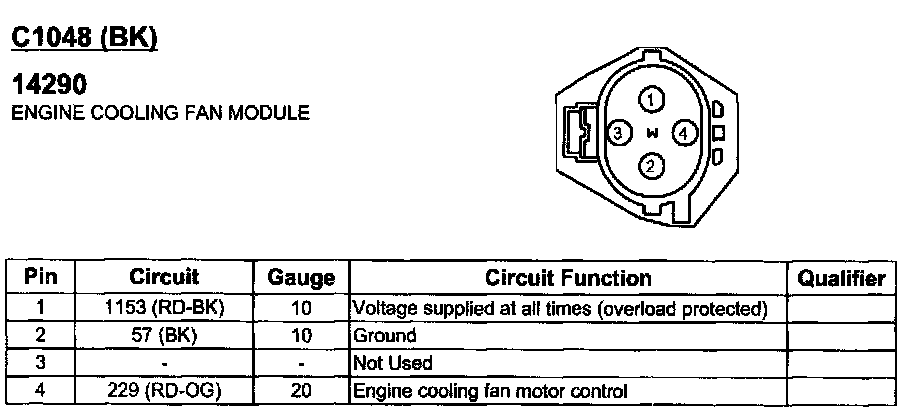 C1048 (BK)
14290
ENGINE COOLING FAN MODULE
1
3 W 4
2
Pin Circuit Gauge Circuit Function Qualifier
1 1153 (RD-BK) 10 Voltage supplied at all times (overload protected)
2 57 (BK) 10 Ground
3 - - Not Used
4 229 (RD-OG) 20 Engine cooling fan motor control